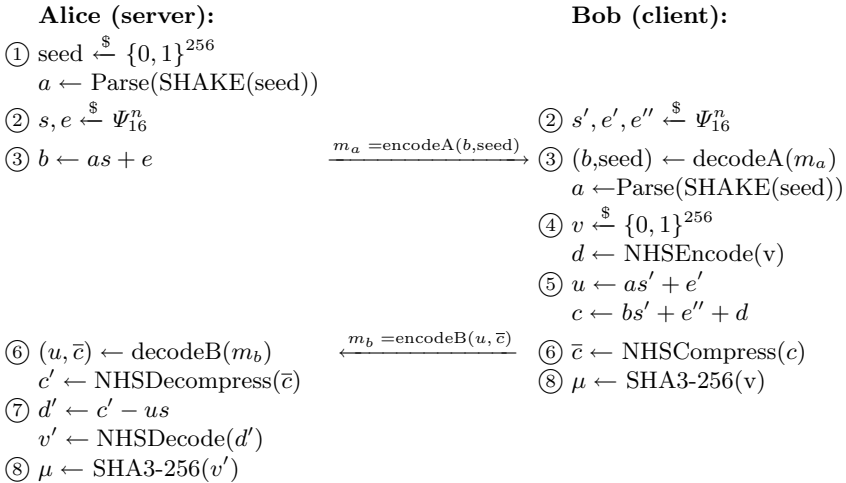 Alice (server): Bob (client):
① seed ←$ {0, 1}^256
a ← Parse(SHAKE(seed))
② s, e ←$ Ψ_16^n ② s′, e′, e″ ←$ Ψ_16^n
③ b ← as + e m_a =encodeA(b,seed) ③ (b,seed) ← decodeA(m_a)
a ←Parse(SHAKE(seed))
④ v ←$ {0, 1}^256
d ← NHSEncode(v)
⑤ u ← as′ + e′
c ← bs′ + e″ + d
⑥ (u, c̅) ← decodeB(m_b) m_b =encodeB(u, c̅) ⑥ c̅ ← NHSCompress(c)
c′ ← NHSDecompress(c̅) ⑧ μ ← SHA3-256(v)
⑦ d′ ← c′ − us
v′ ← NHSDecode(d′)
⑧ μ ← SHA3-256(v′)